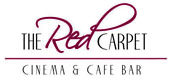 THE Red CARPET
CINEMA & CAFE BAR